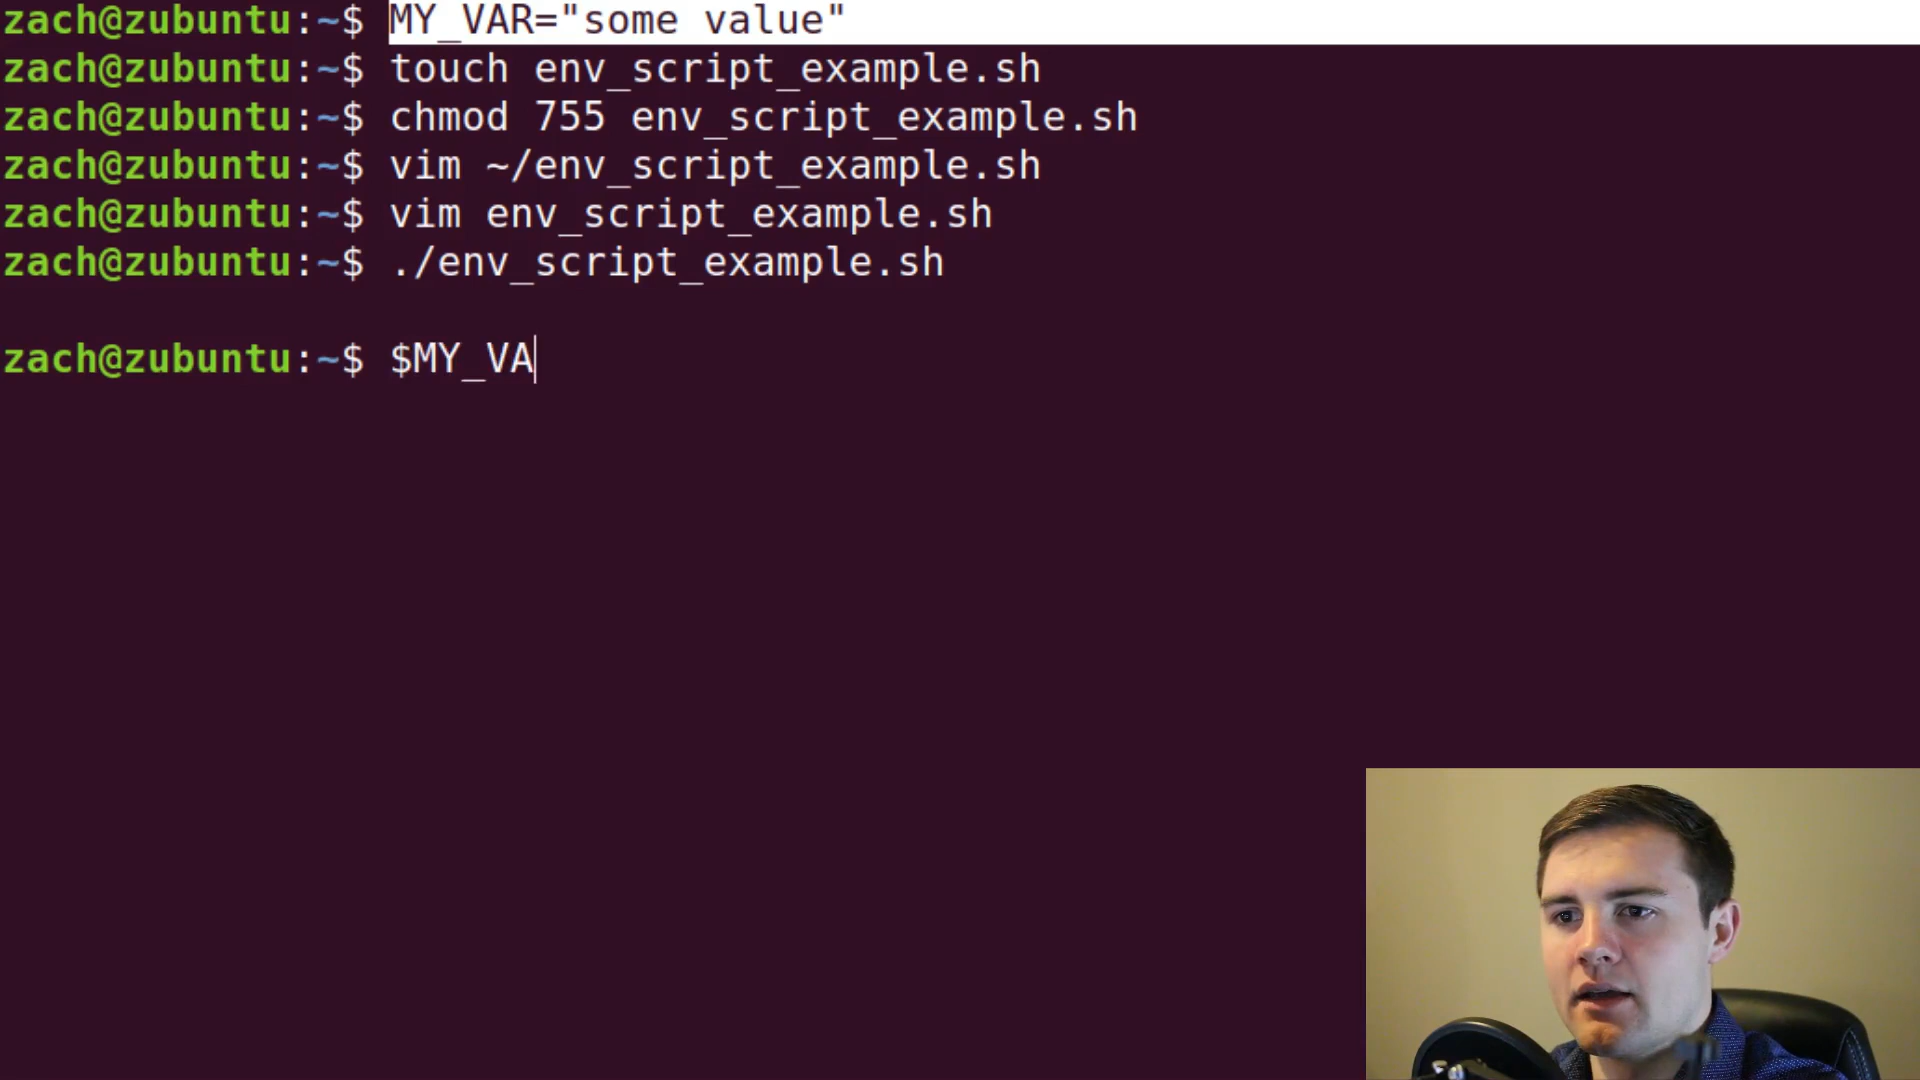 zach@zubuntu:~$ MY_VAR="some value"
zach@zubuntu:~$ touch env_script_example.sh
zach@zubuntu:~$ chmod 755 env_script_example.sh
zach@zubuntu:~$ vim ~/env_script_example.sh
zach@zubuntu:~$ vim env_script_example.sh
zach@zubuntu:~$ ./env_script_example.sh
zach@zubuntu:~$ $MY_VA